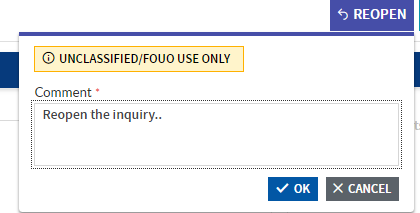 REOPEN
UNCLASSIFIED/FOUO USE ONLY
Comment *
Reopen the inquiry..
OK
CANCEL